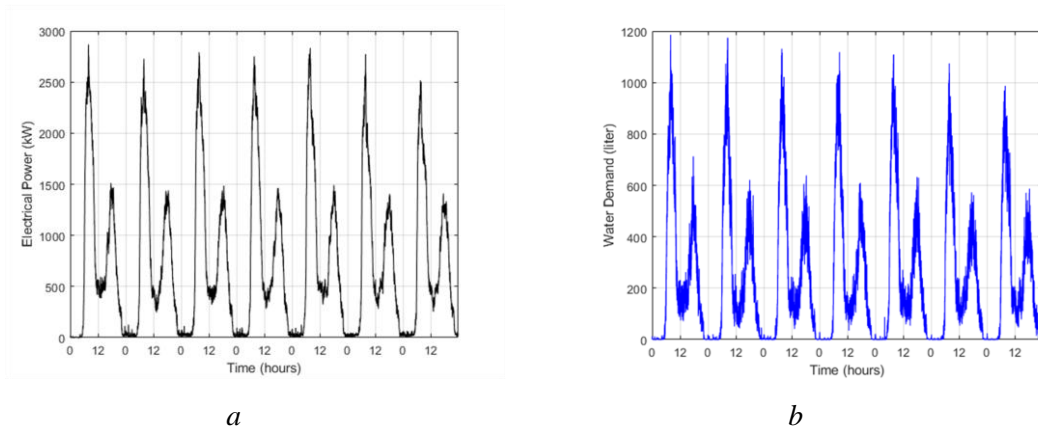 3000
2500
2000
1500
1000
500
0
Electrical Power (kW)
0 12 0 12 0 12 0 12 0 12 0 12 0 12
Time (hours)
a
1200
1000
800
600
400
200
0
Water Demand (liter)
0 12 0 12 0 12 0 12 0 12 0 12 0 12
Time (hours)
b